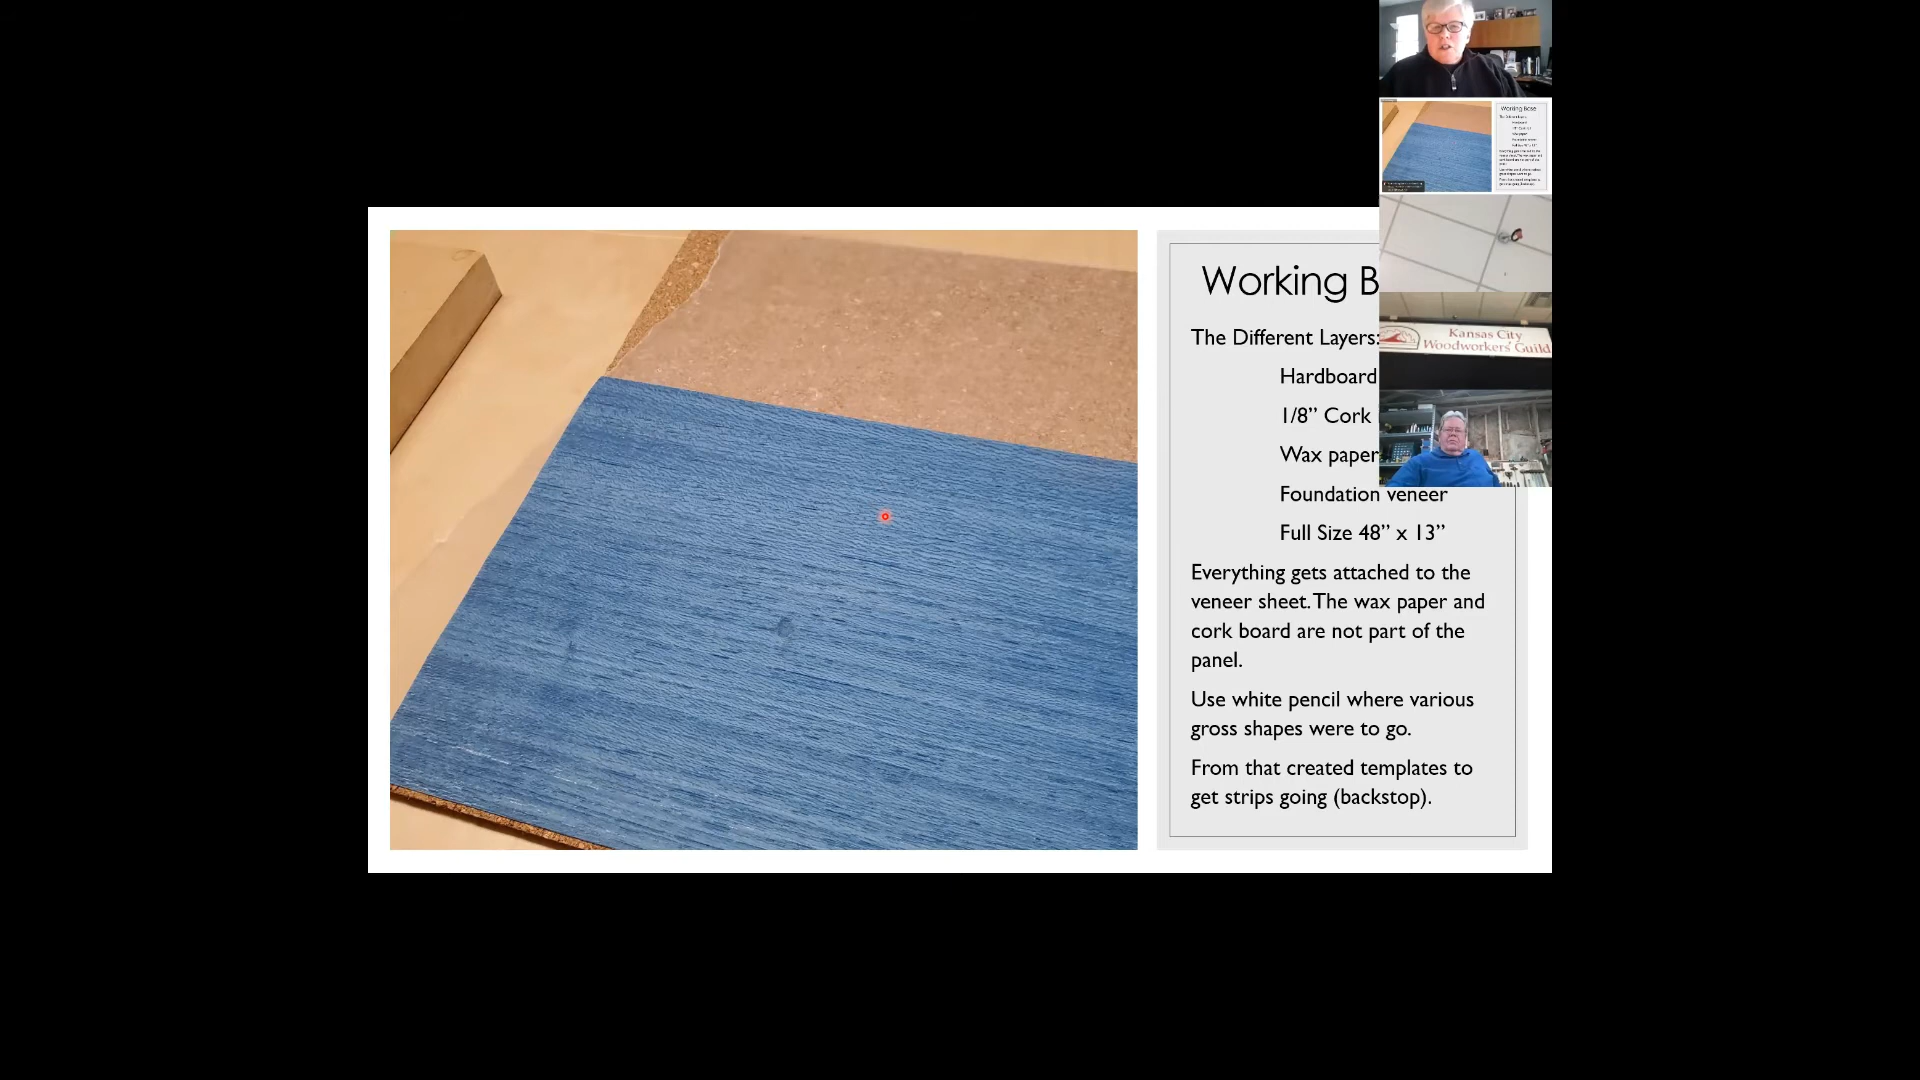 Working B
The Different Layers:
Hardboard
1/8” Cork
Wax paper
Foundation veneer
Full Size 48” x 13”
Everything gets attached to the
veneer sheet. The wax paper and
cork board are not part of the
panel.
Use white pencil where various
gross shapes were to go.
From that created templates to
get strips going (backstop).
Working Base
Kansas City
Woodworkers' Guild